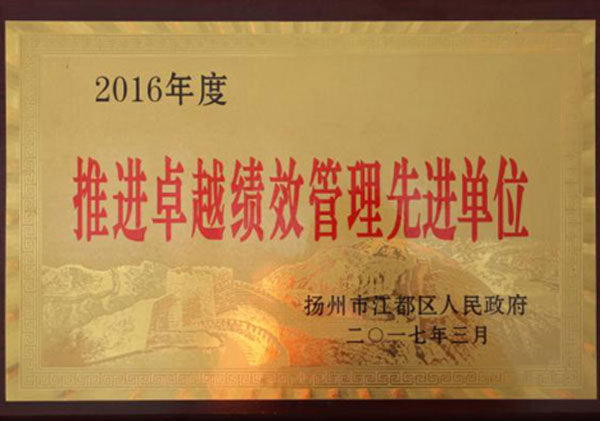 2016年度
推进卓越绩效管理先进单位
扬州市江都区人民政府
二〇一七年三月